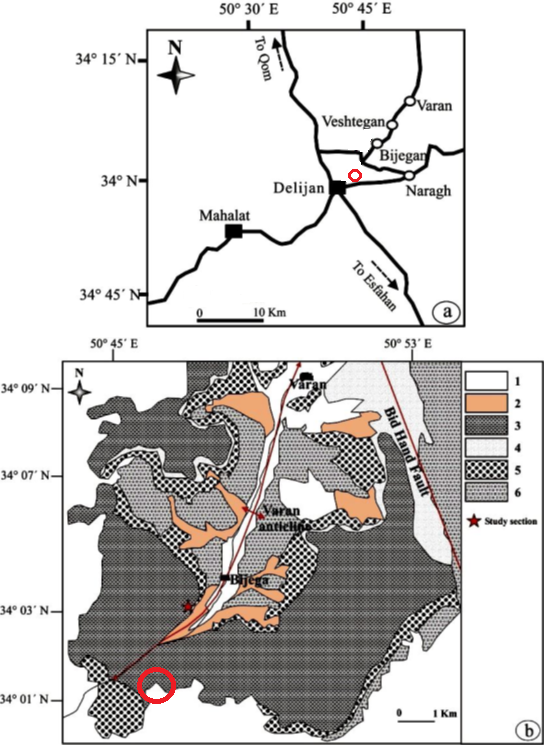 50° 30′ E 50° 45′ E
34° 15′ N
N
To Qom
Varan
Veshtegan
Bijegan
34° N
Delijan
Naragh
Mahalat
To Esfahan
34° 45′ N
0 10 Km
a
50° 45′ E 50° 53′ E
34° 09′ N
N
Varan
1
2
3
Bid Hand Fault
4
34° 07′ N
5
6
Varan
anticline
Study section
Bijega
34° 03′ N
34° 01′ N
0 1 Km
b